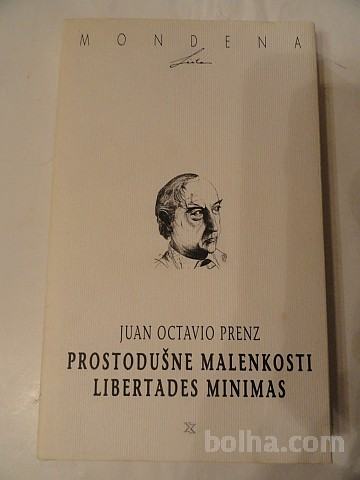 MONDENA
JUAN OCTAVIO PRENZ
PROSTODUŠNE MALENKOSTI
LIBERTADES MINIMAS
bolha.com